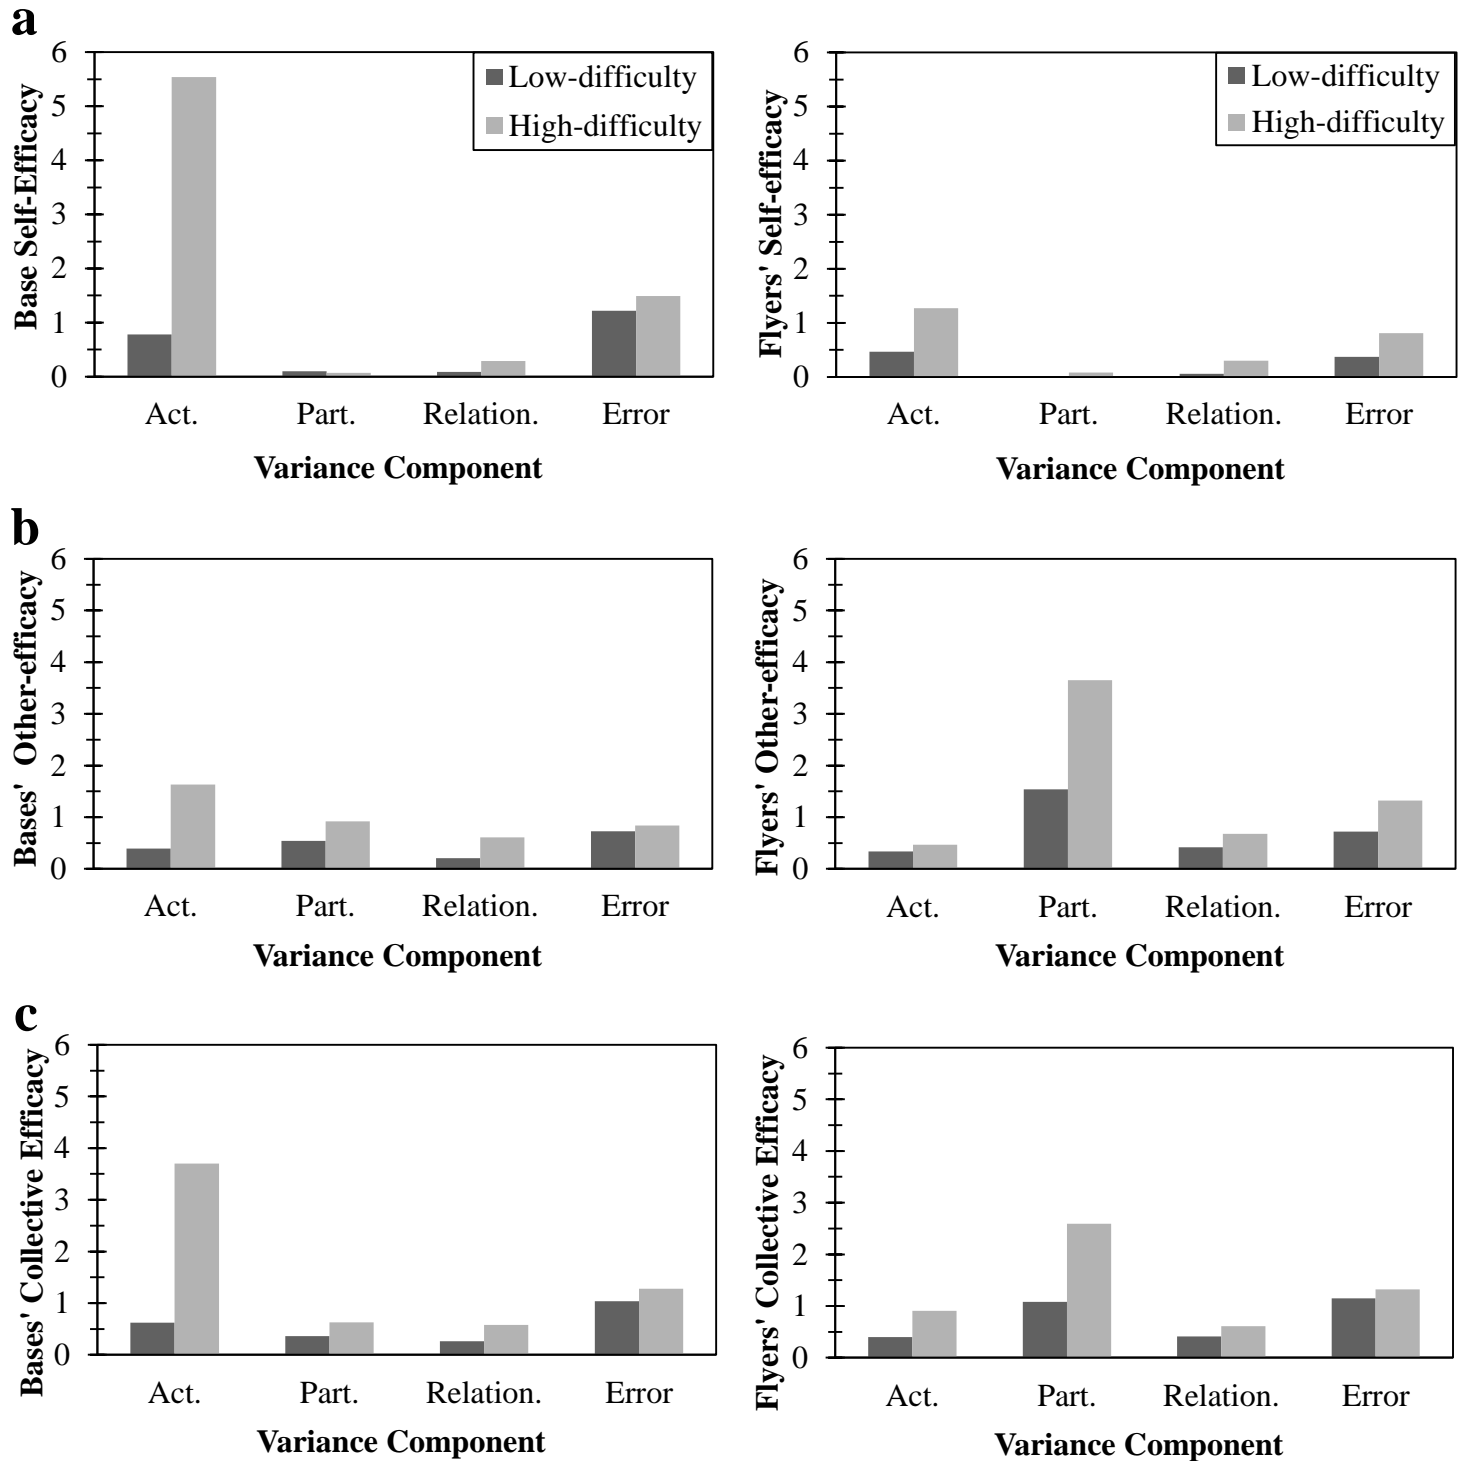 a
Base Self-Efficacy
6
5
4
3
2
1
0
Low-difficulty
High-difficulty
Act. Part. Relation. Error
Variance Component
Flyers' Self-efficacy
6
5
4
3
2
1
0
Low-difficulty
High-difficulty
Act. Part. Relation. Error
Variance Component
b
Bases' Other-efficacy
6
5
4
3
2
1
0
Act. Part. Relation. Error
Variance Component
Flyers' Other-efficacy
6
5
4
3
2
1
0
Act. Part. Relation. Error
Variance Component
c
Bases' Collective Efficacy
6
5
4
3
2
1
0
Act. Part. Relation. Error
Variance Component
Flyers' Collective Efficacy
6
5
4
3
2
1
0
Act. Part. Relation. Error
Variance Component